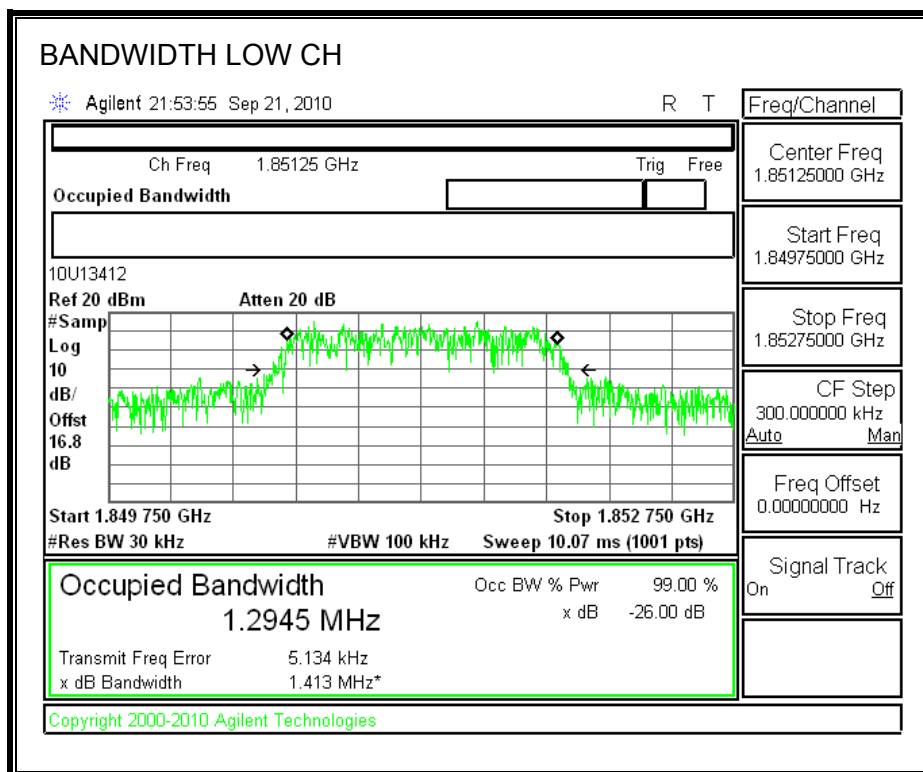 BANDWIDTH LOW CH
Agilent 21:53:55 Sep 21, 2010 R T
Freq/Channel
Ch Freq 1.85125 GHz Trig Free
Occupied Bandwidth
Center Freq
1.85125000 GHz
Start Freq
1.84975000 GHz
10U13412
Ref 20 dBm Atten 20 dB
#Samp
Log
10
dB/
Offst
16.8
dB
Stop Freq
1.85275000 GHz
CF Step
300.000000 kHz
Auto Man
Freq Offset
0.00000000 Hz
Start 1.849 750 GHz Stop 1.852 750 GHz
#Res BW 30 kHz #VBW 100 kHz Sweep 10.07 ms (1001 pts)
Signal Track
On Off
Occupied Bandwidth Occ BW % Pwr 99.00 %
1.2945 MHz x dB -26.00 dB
Transmit Freq Error 5.134 kHz
x dB Bandwidth 1.413 MHz*
Copyright 2000-2010 Agilent Technologies